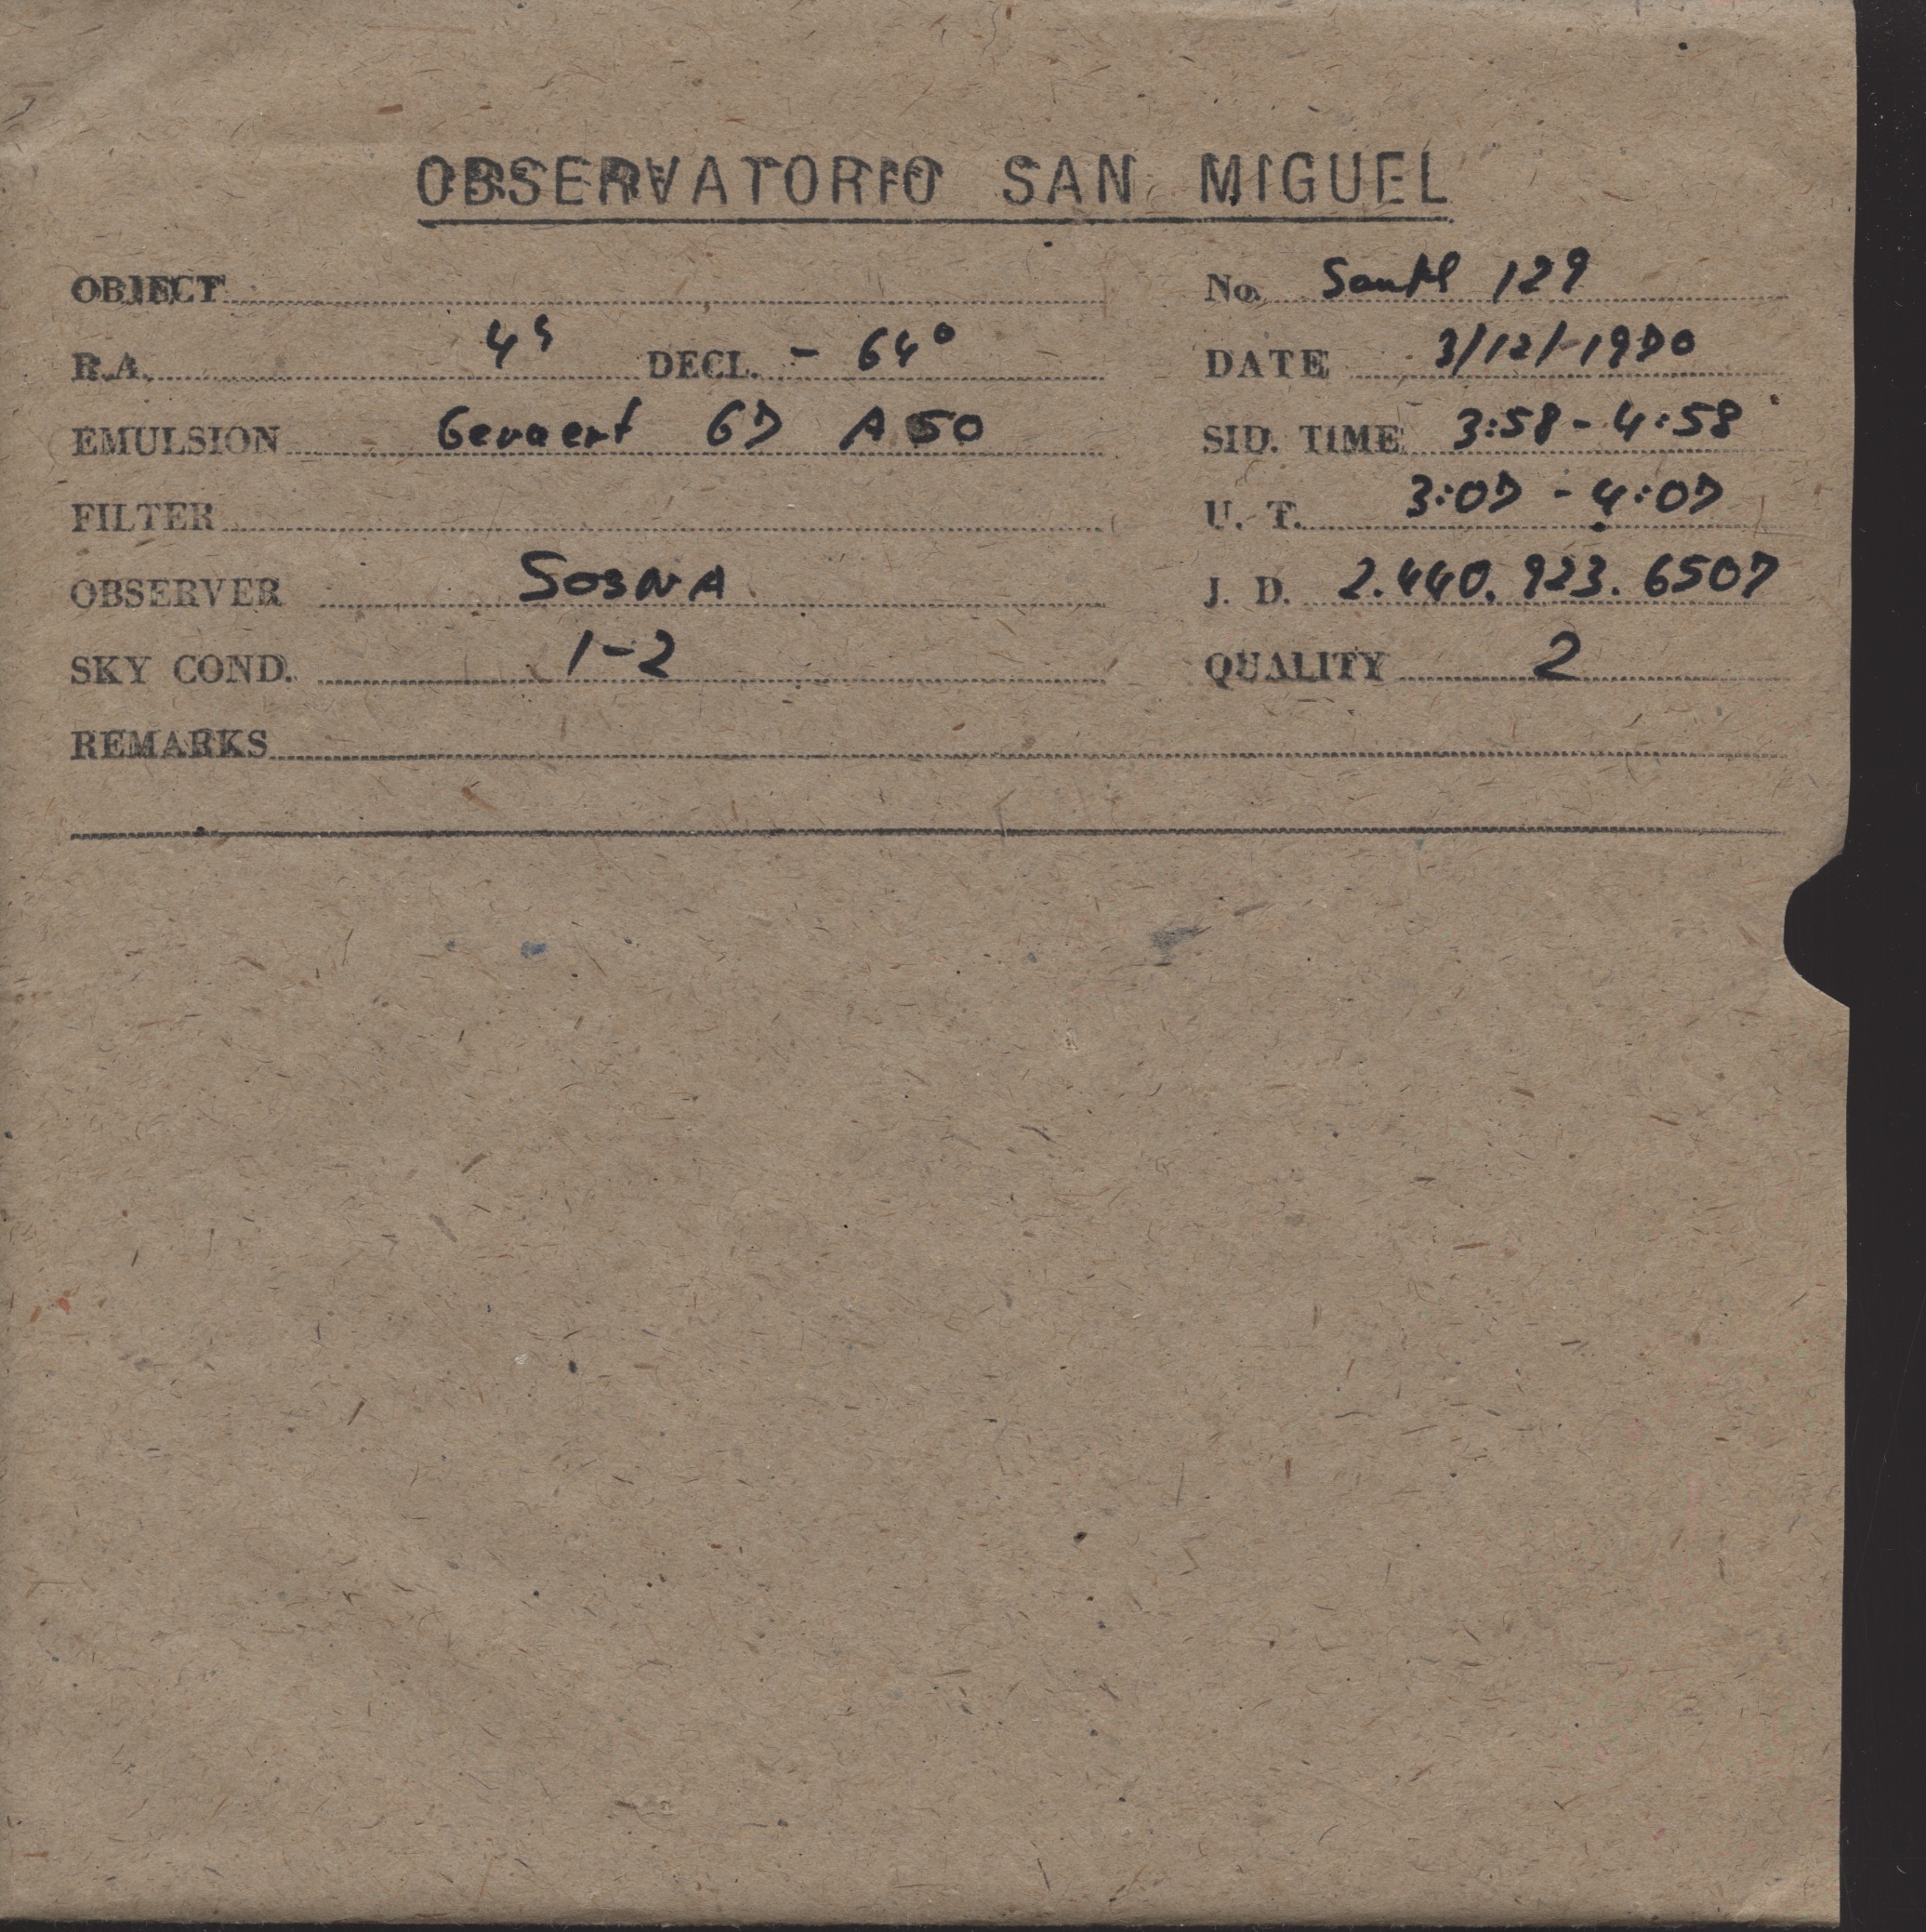 OBSERVATORIO SAN MIGUEL
OBJECT
No. South 129
R.A. 4h DECL. - 64°
DATE 3/12/1970
EMULSION Gevaert 67 A 50
SID. TIME 3:58 - 4:58
FILTER
U. T. 3:07 - 4:07
OBSERVER SOSNA
J. D. 2.440.923.6507
SKY COND. 1-2
QUALITY 2
REMARKS